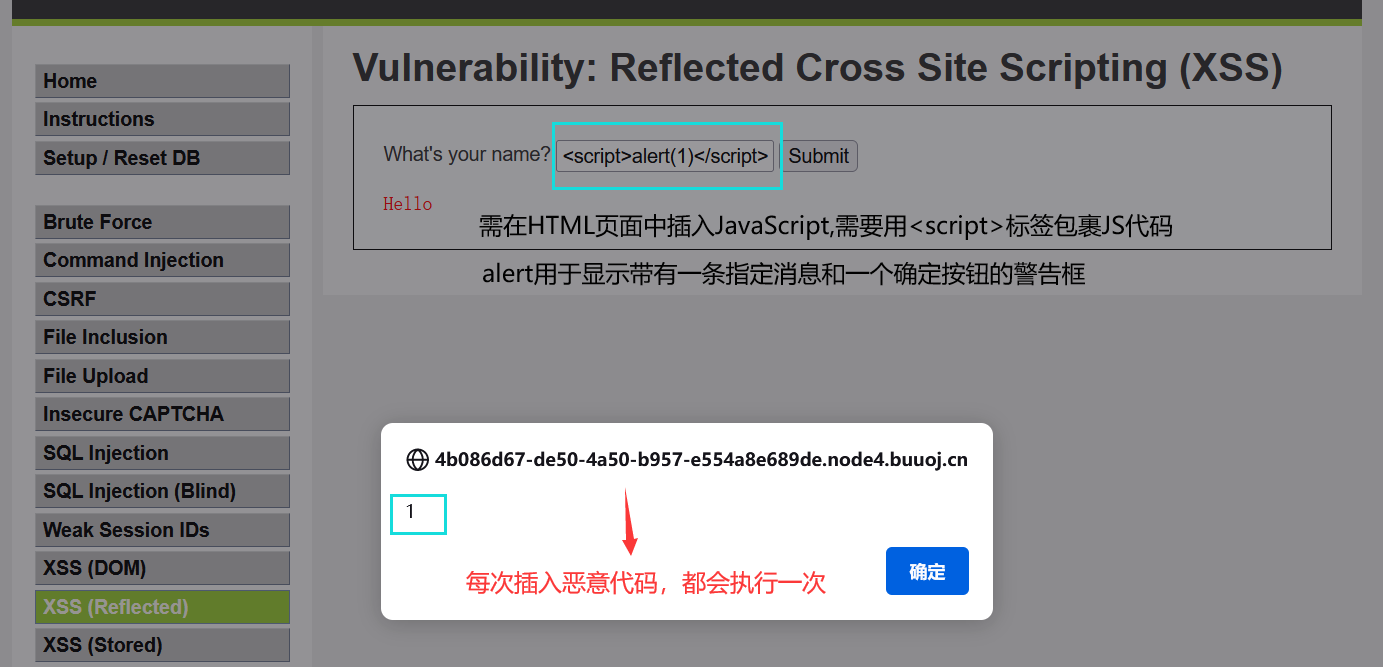 Home
Instructions
Setup / Reset DB
Brute Force
Command Injection
CSRF
File Inclusion
File Upload
Insecure CAPTCHA
SQL Injection
SQL Injection (Blind)
Weak Session IDs
XSS (DOM)
XSS (Reflected)
XSS (Stored)
Vulnerability: Reflected Cross Site Scripting (XSS)
What's your name? <script>alert(1)</script> Submit
Hello
需在HTML页面中插入JavaScript,需要用<script>标签包裹JS代码
alert用于显示带有一条指定消息和一个确定按钮的警告框
4b086d67-de50-4a50-b957-e554a8e689de.node4.buuoj.cn
1
每次插入恶意代码，都会执行一次
确定